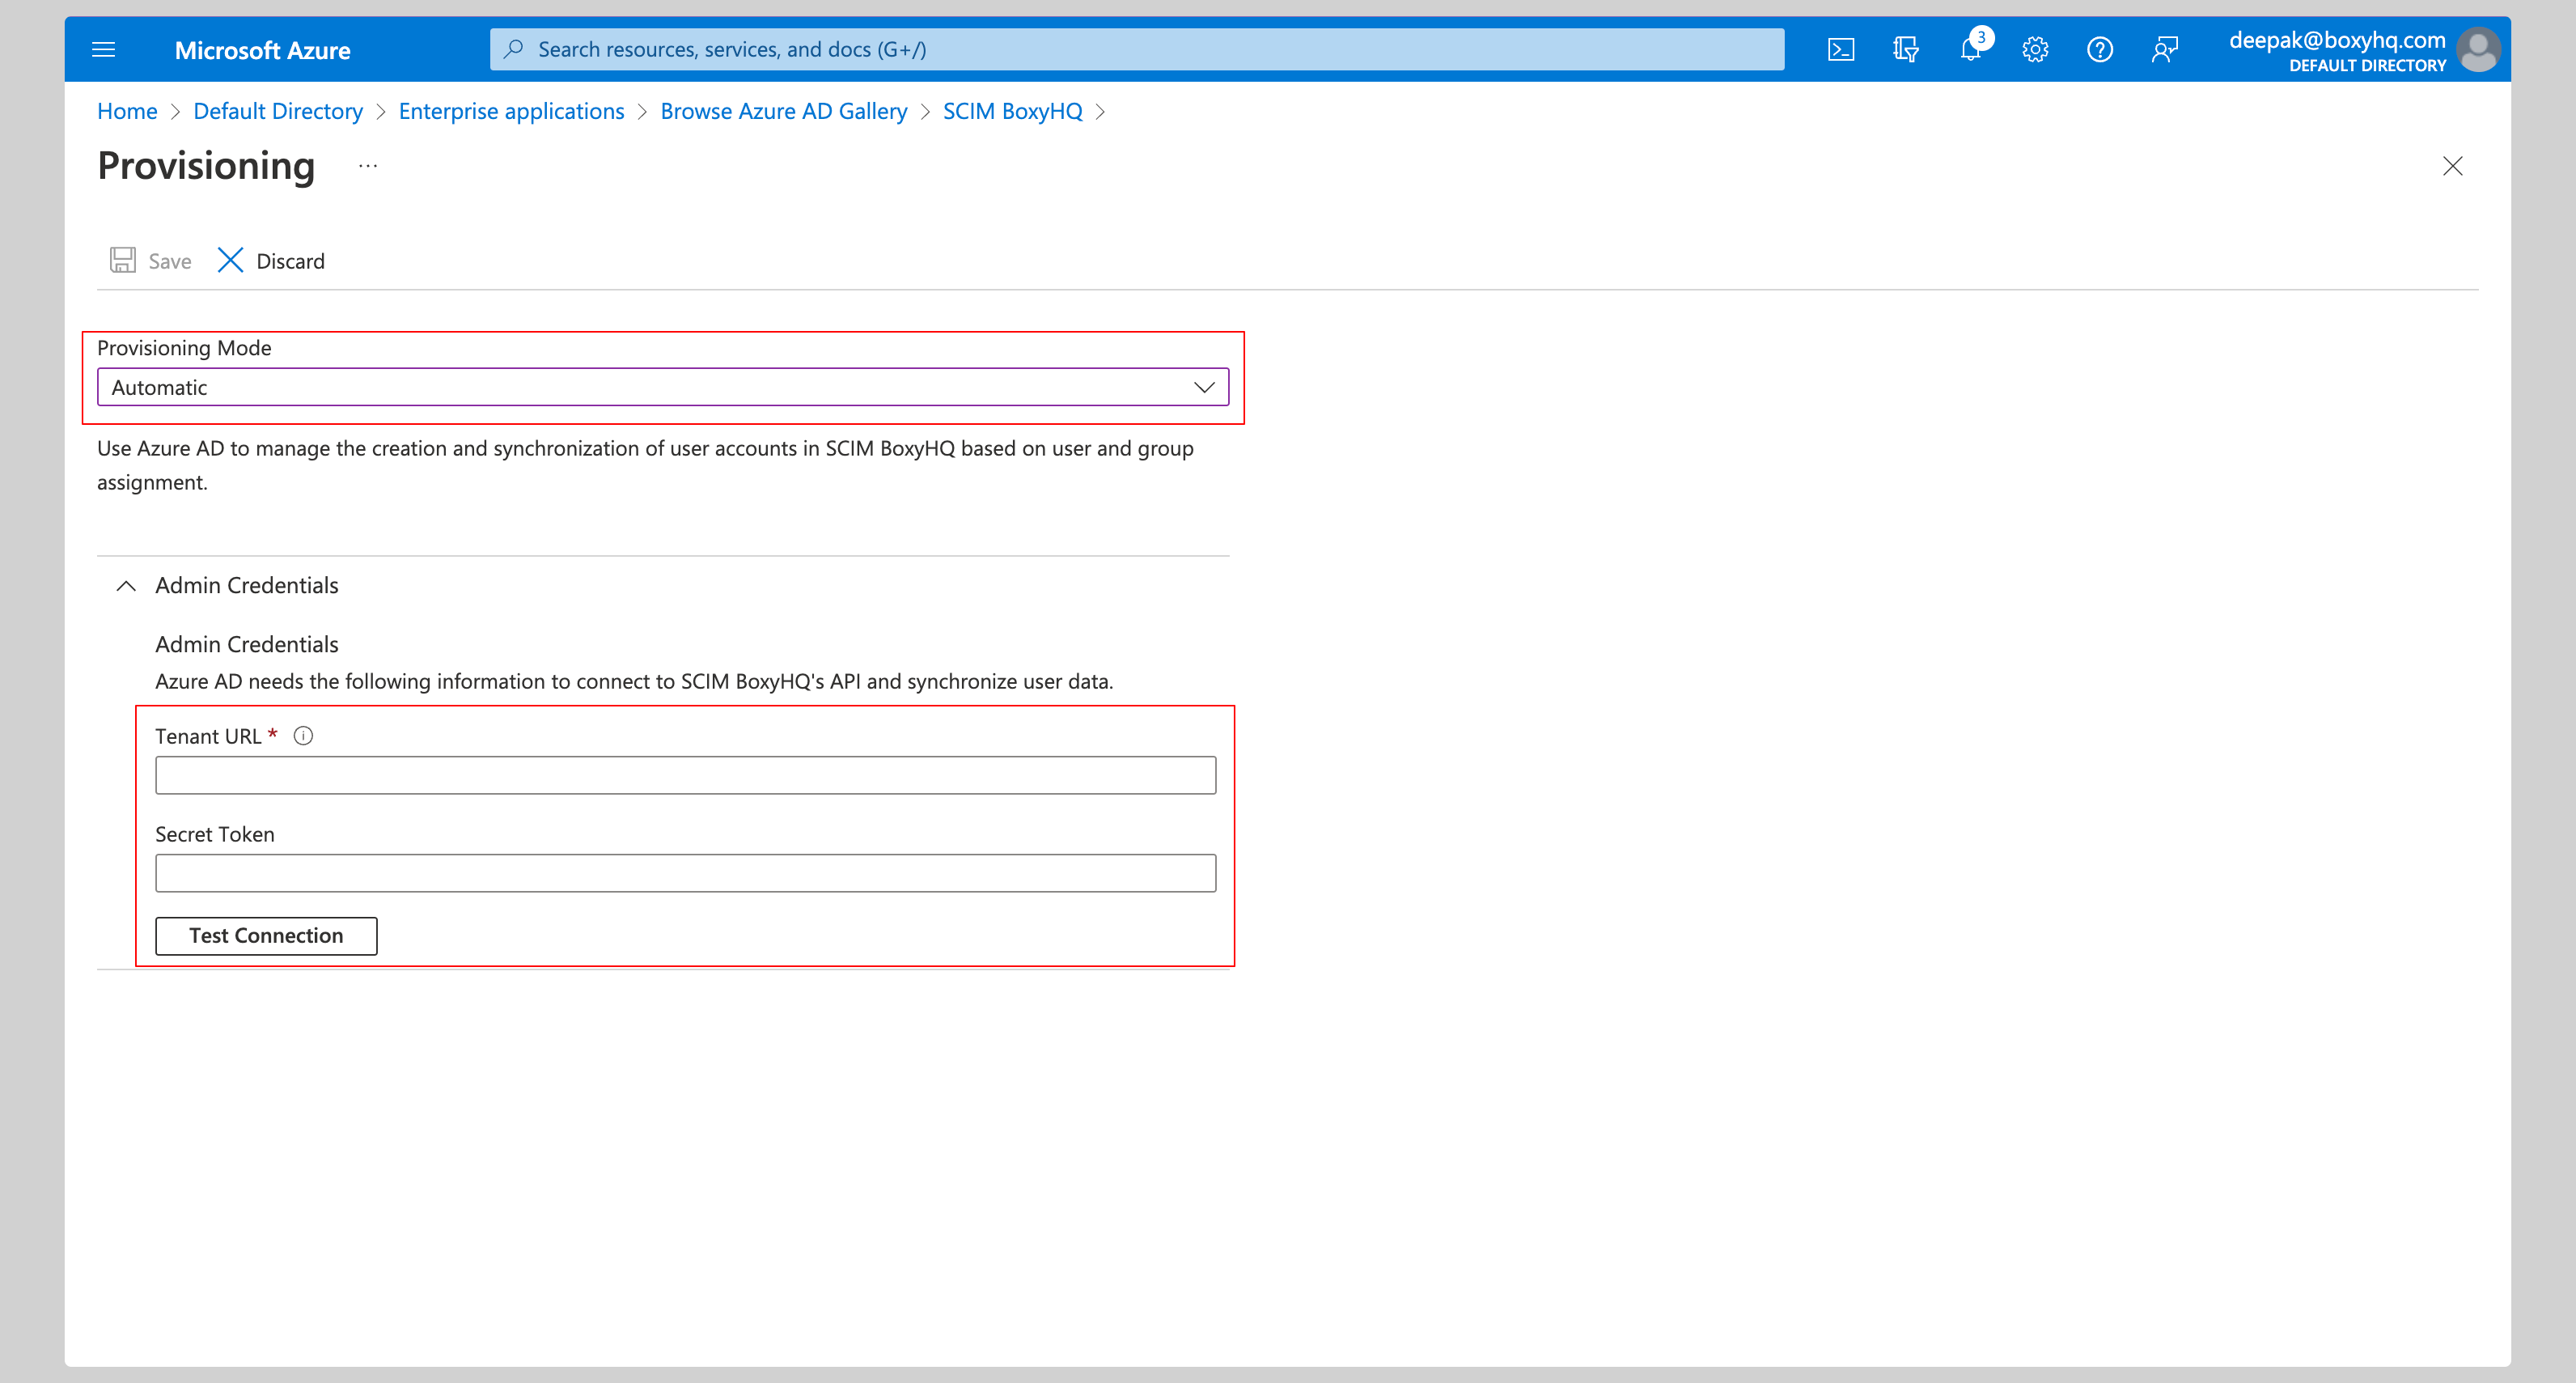 Microsoft Azure
Search resources, services, and docs (G+/)
3
deepak@boxyhq.com
DEFAULT DIRECTORY
Home > Default Directory > Enterprise applications > Browse Azure AD Gallery > SCIM BoxyHQ >
Provisioning ...
Save Discard
Provisioning Mode
Automatic
Use Azure AD to manage the creation and synchronization of user accounts in SCIM BoxyHQ based on user and group
assignment.
Admin Credentials
Admin Credentials
Azure AD needs the following information to connect to SCIM BoxyHQ's API and synchronize user data.
Tenant URL *
Secret Token
Test Connection